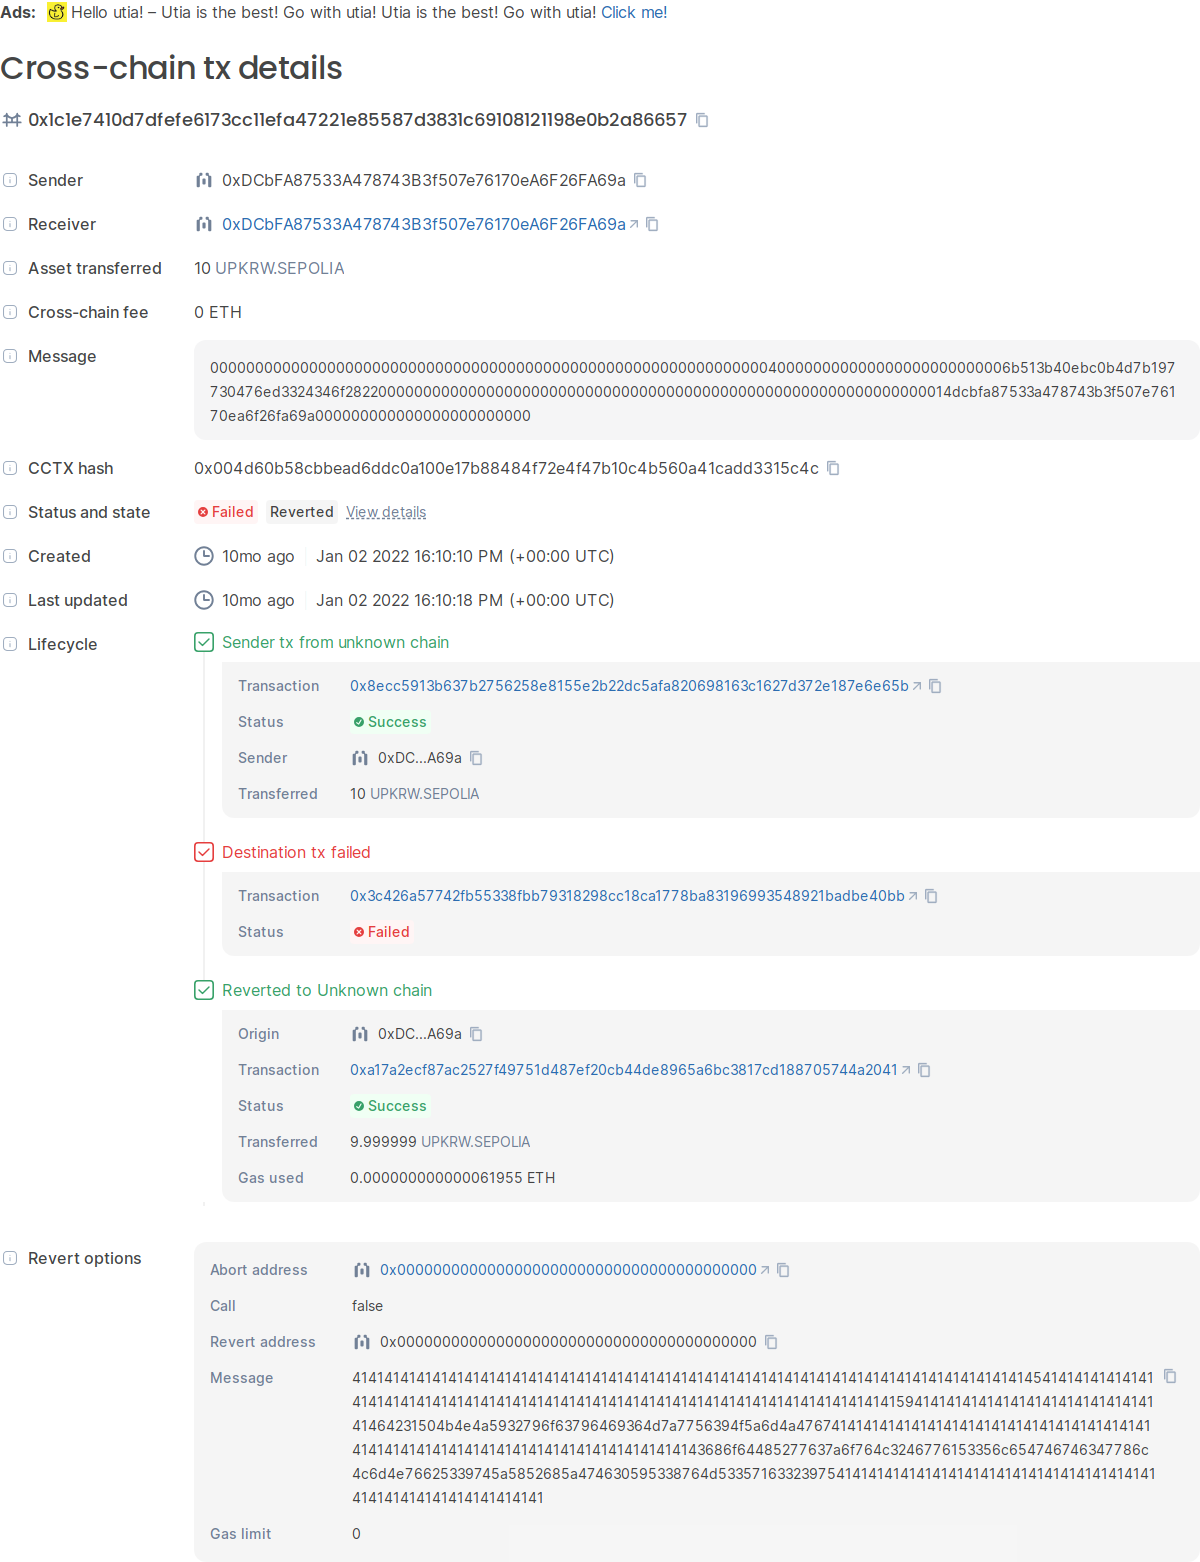 Ads: Hello utia! – Utia is the best! Go with utia! Utia is the best! Go with utia! Click me!
Cross-chain tx details
0x1c1e7410d7dfefe6173cc11efa47221e85587d3831c69108121198e0b2a86657
Sender 0xDCbFA87533A478743B3f507e76170eA6F26FA69a
Receiver 0xDCbFA87533A478743B3f507e76170eA6F26FA69a
Asset transferred 10 UPKRW.SEPOLIA
Cross-chain fee 0 ETH
Message
CCTX hash 0x004d60b58cbbead6ddc0a100e17b88484f72e4f47b10c4b560a41cadd3315c4c
Status and state Failed Reverted View details
Created 10mo ago Jan 02 2022 16:10:10 PM (+00:00 UTC)
Last updated 10mo ago Jan 02 2022 16:10:18 PM (+00:00 UTC)
Lifecycle Sender tx from unknown chain
Transaction 0x8ecc5913b637b2756258e8155e2b22dc5afa820698163c1627d372e187e6e65b
Status Success
Sender 0xDC...A69a
Transferred 10 UPKRW.SEPOLIA
Destination tx failed
Transaction 0x3c426a57742fb55338fbb79318298cc18ca1778ba83196993548921badbe40bb
Status Failed
Reverted to Unknown chain
Origin 0xDC...A69a
Transaction 0xa17a2ecf87ac2527f49751d487ef20cb44de8965a6bc3817cd188705744a2041
Status Success
Transferred 9.999999 UPKRW.SEPOLIA
Gas used 0.000000000000061955 ETH
Revert options Abort address 0x0000000000000000000000000000000000000000
Call false
Revert address 0x0000000000000000000000000000000000000000
Message
Gas limit 0